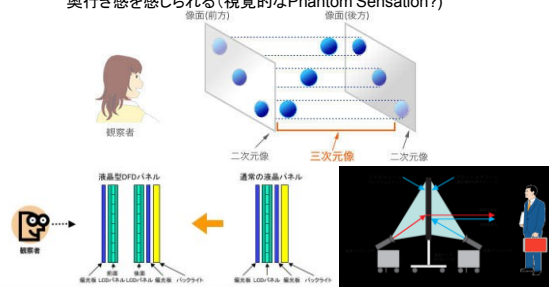 奥行き感を感じられる(視覚的なPhantom Sensation?)
像面(前方)
像面(後方)
観察者
二次元像
三次元像
二次元像
液晶型DFDパネル
通常の液晶パネル
観察者
前面
後面
偏光板 LCDパネル LCDパネル 偏光板 バックライト
偏光板 LCDパネル 偏光板 バックライト